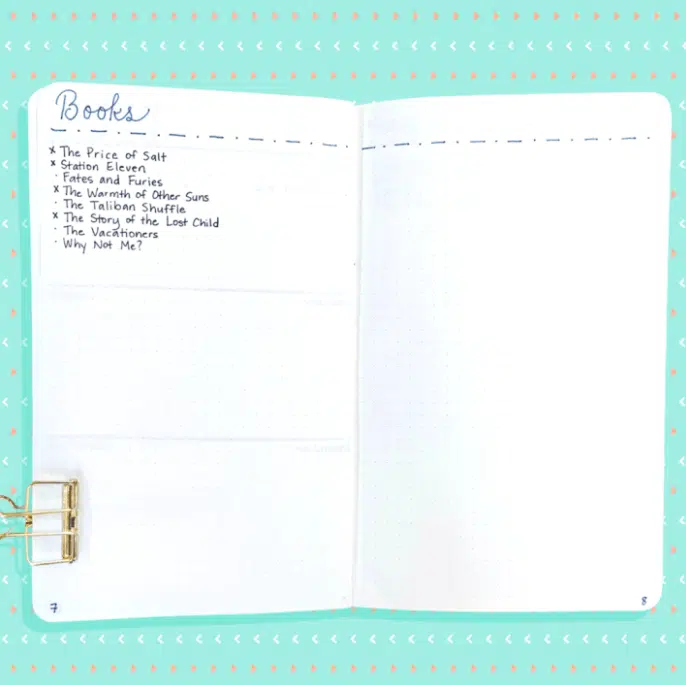 Books
x The Price of Salt
x Station Eleven
· Fates and Furies
x The Warmth of Other Suns
· The Taliban Shuffle
x The Story of the Lost Child
· The Vacationers
· Why Not Me?
7
8